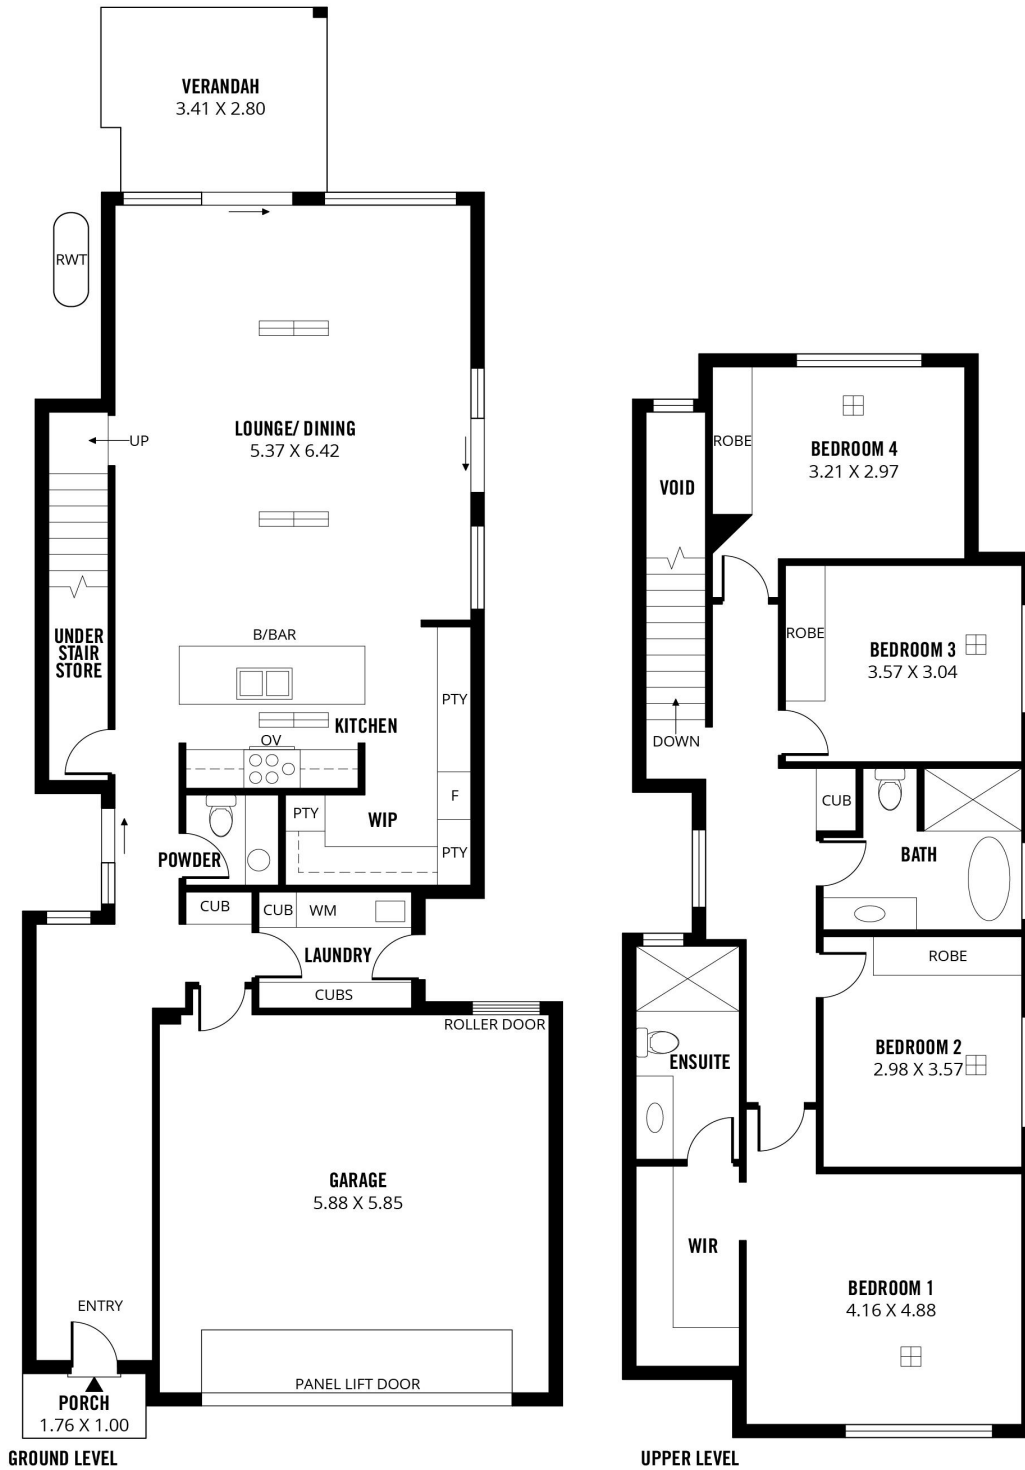 VERANDAH
3.41 X 2.80
RWT
UP
LOUNGE/ DINING
5.37 X 6.42
UNDER
STAIR
STORE
B/BAR
KITCHEN
OV
PTY
F
PTY
PTY
WIP
POWDER
CUB
CUB
WM
LAUNDRY
CUBS
ROLLER DOOR
GARAGE
5.88 X 5.85
ENTRY
PANEL LIFT DOOR
PORCH
1.76 X 1.00
GROUND LEVEL
ROBE
BEDROOM 4
3.21 X 2.97
VOID
ROBE
BEDROOM 3
3.57 X 3.04
DOWN
CUB
BATH
ROBE
BEDROOM 2
2.98 X 3.57
ENSUITE
WIR
BEDROOM 1
4.16 X 4.88
UPPER LEVEL